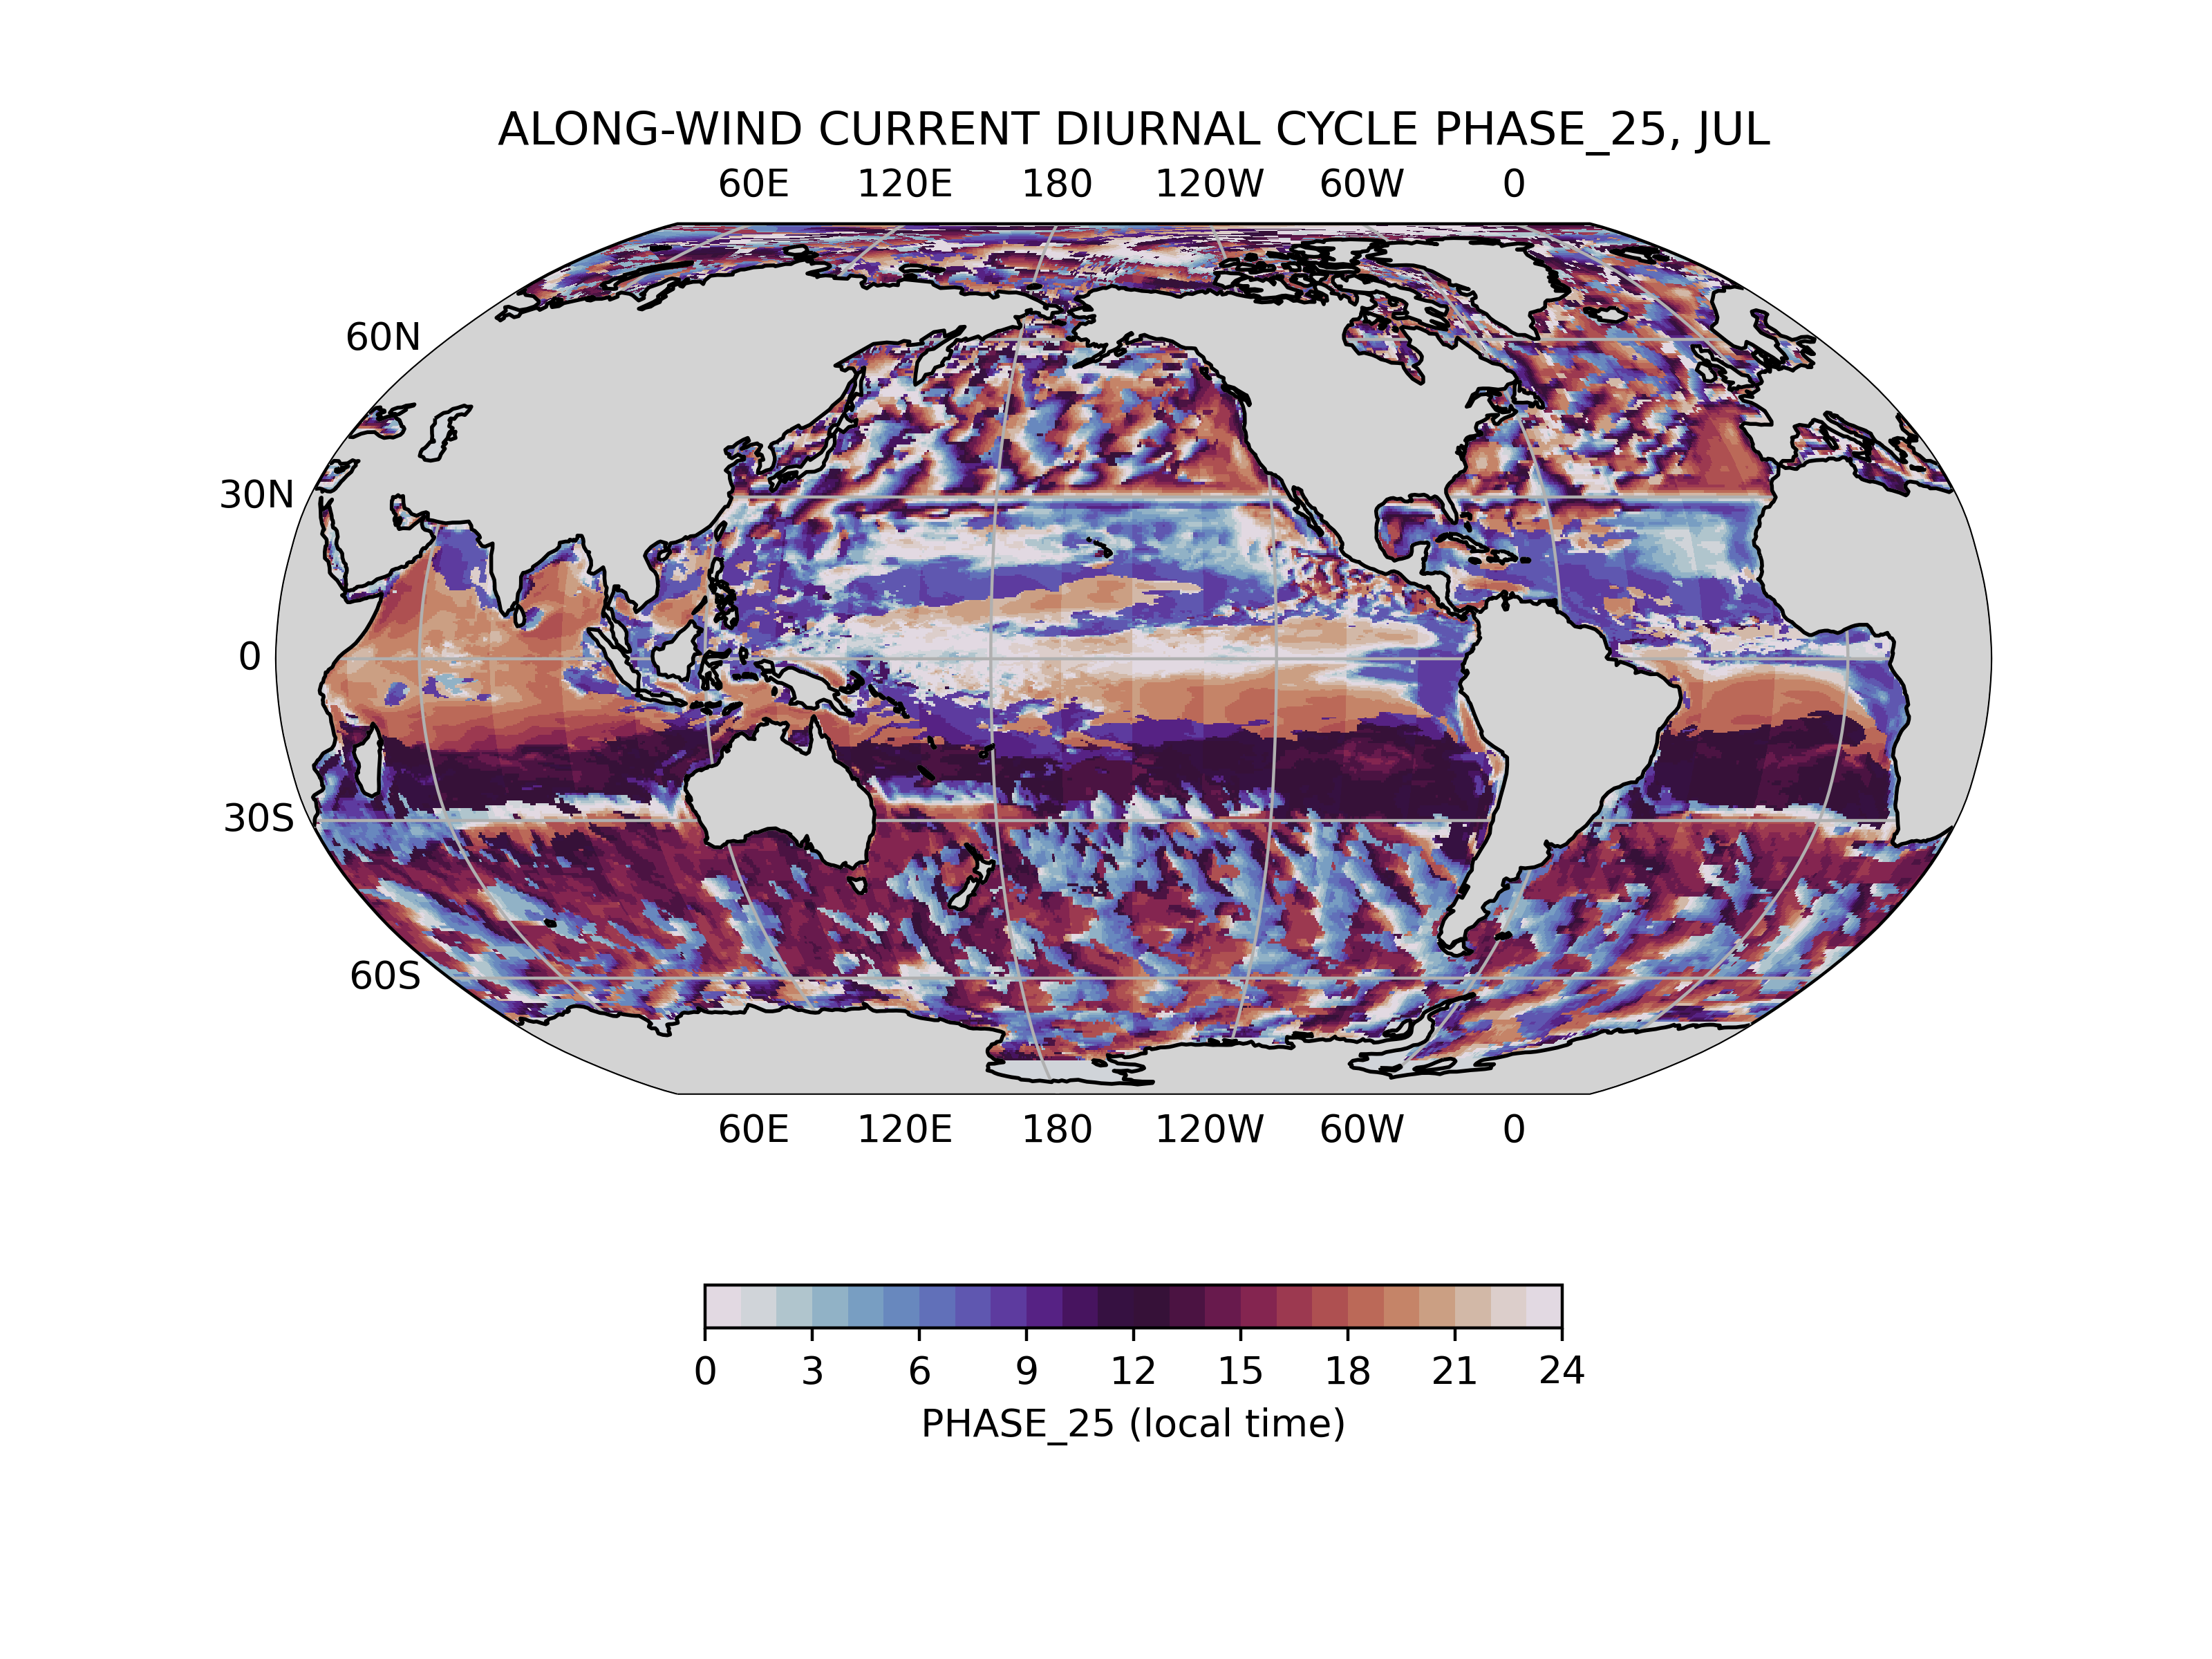 ALONG-WIND CURRENT DIURNAL CYCLE PHASE_25, JUL
60E 120E 180 120W 60W 0
60N
30N
0
30S
60S
60E 120E 180 120W 60W 0
0 3 6 9 12 15 18 21 24
PHASE_25 (local time)